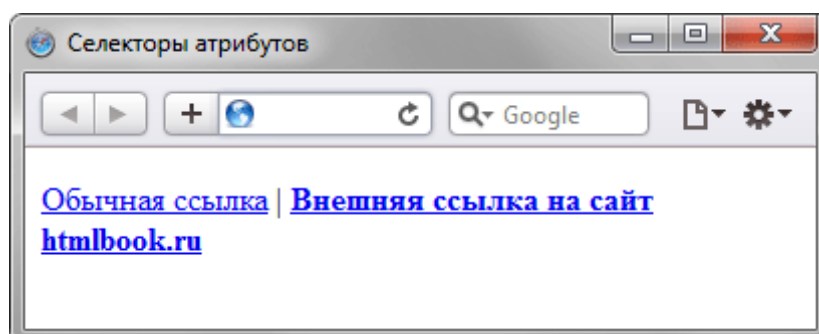 Селекторы атрибутов
Google
Обычная ссылка | Внешняя ссылка на сайт
htmlbook.ru